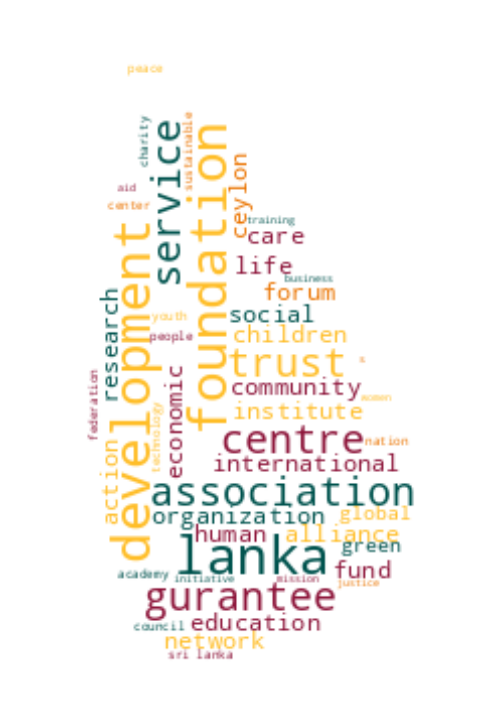 peace
charity
service
sustainable
foundation
aid
center
ceylon
training
care
development
life
business
forum
research
youth
social
people
children
trust
s
federation
economic
community
women
technology
institute
action
centre
nation
international
association
organization
global
human
alliance
lanka
green
fund
academy
initiative
mission
justice
gurantee
council
education
network
sri lanka